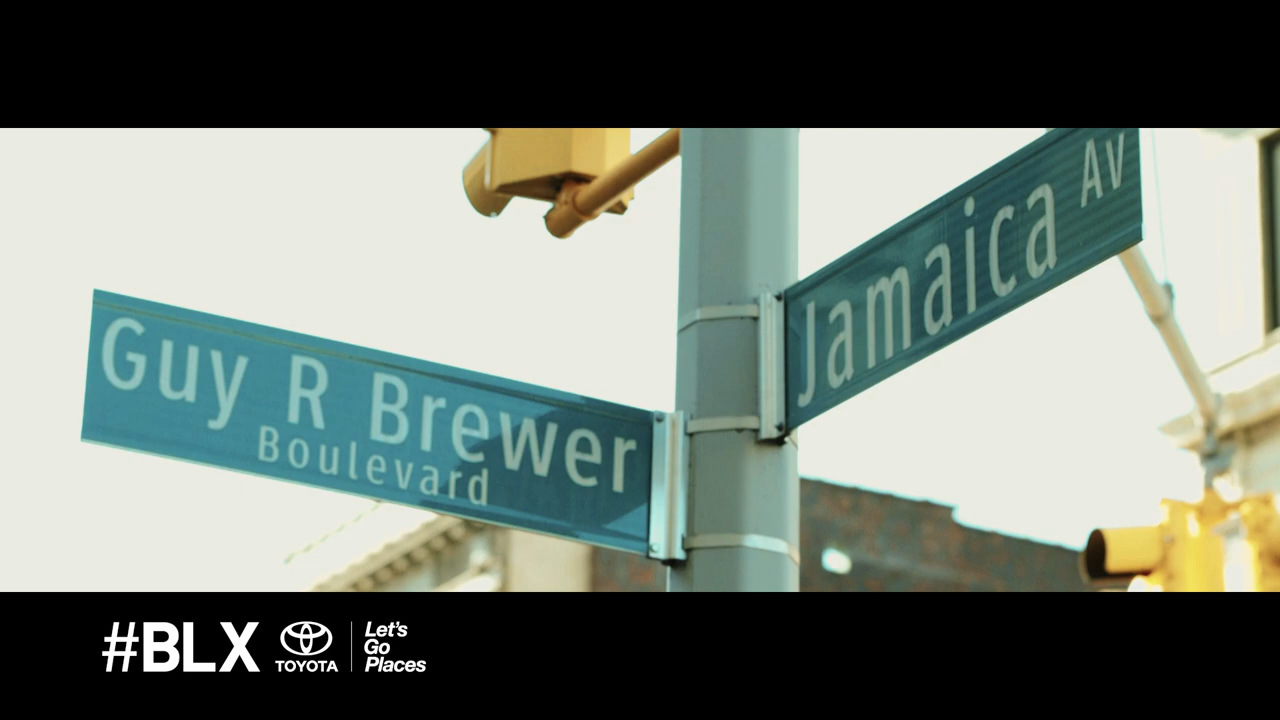 Guy R Brewer
Boulevard
Jamaica Av
#BLX
TOYOTA
Let's
Go
Places